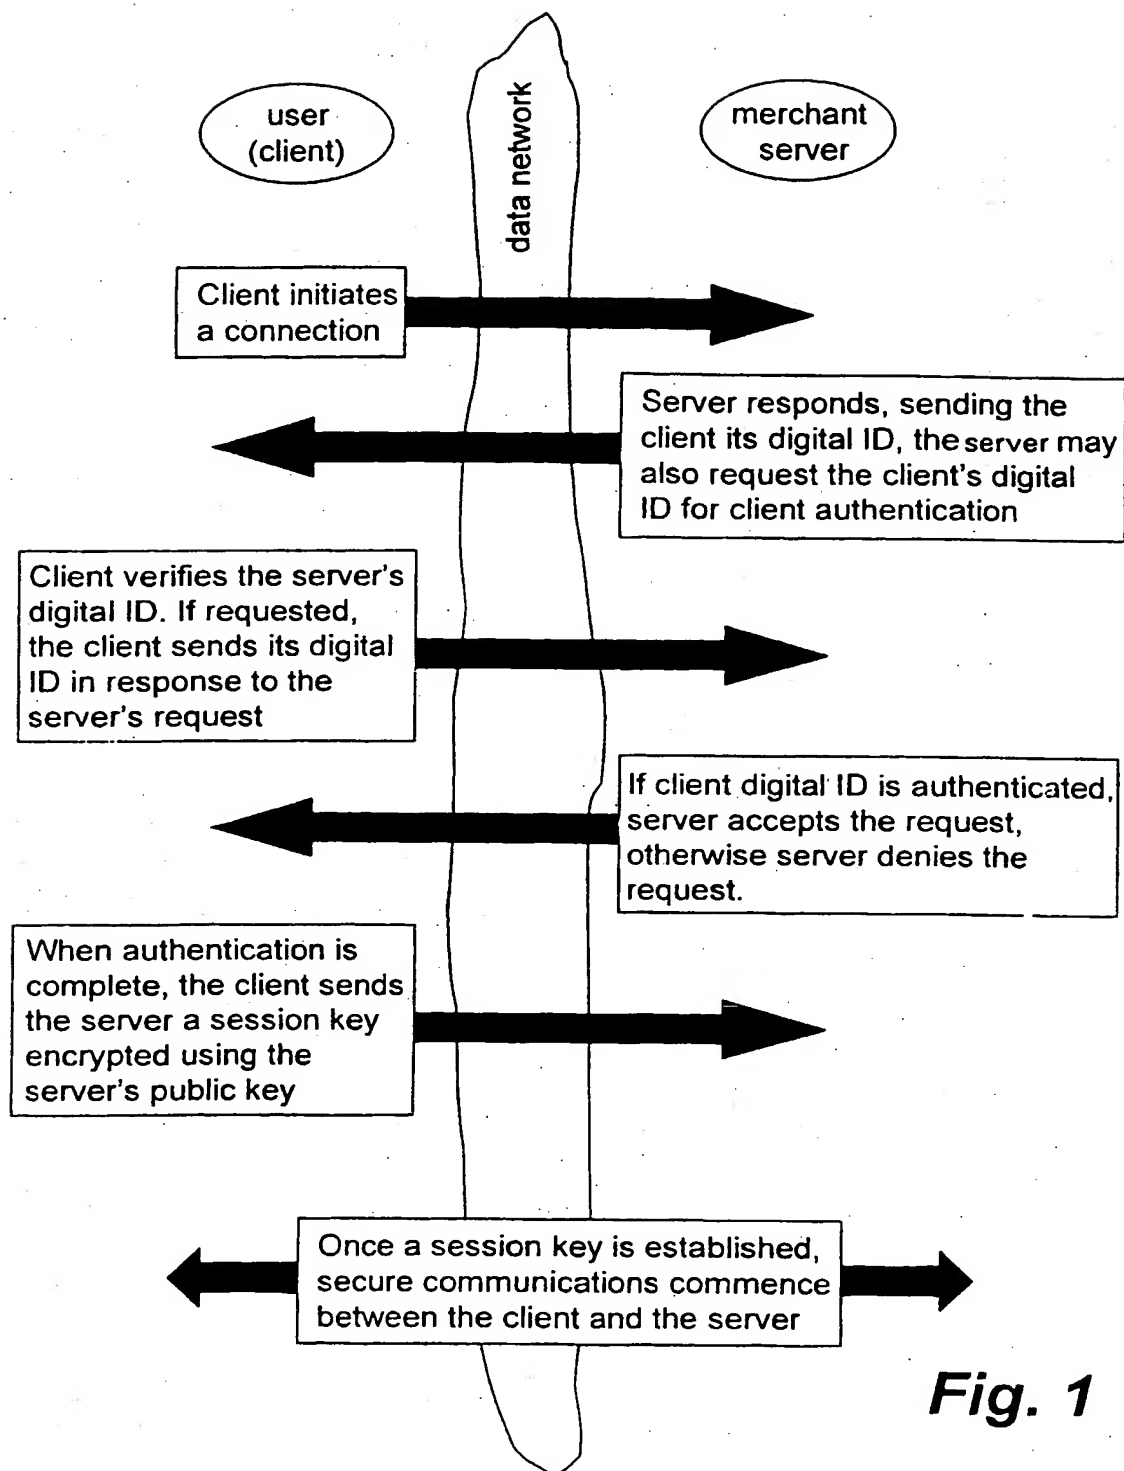 user
(client)
data network
merchant
server
Client initiates
a connection
Server responds, sending the
client its digital ID, the server may
also request the client's digital
ID for client authentication
Client verifies the server's
digital ID. If requested,
the client sends its digital
ID in response to the
server's request
If client digital ID is authenticated,
server accepts the request,
otherwise server denies the
request.
When authentication is
complete, the client sends
the server a session key
encrypted using the
server's public key
Once a session key is established,
secure communications commence
between the client and the server
Fig. 1